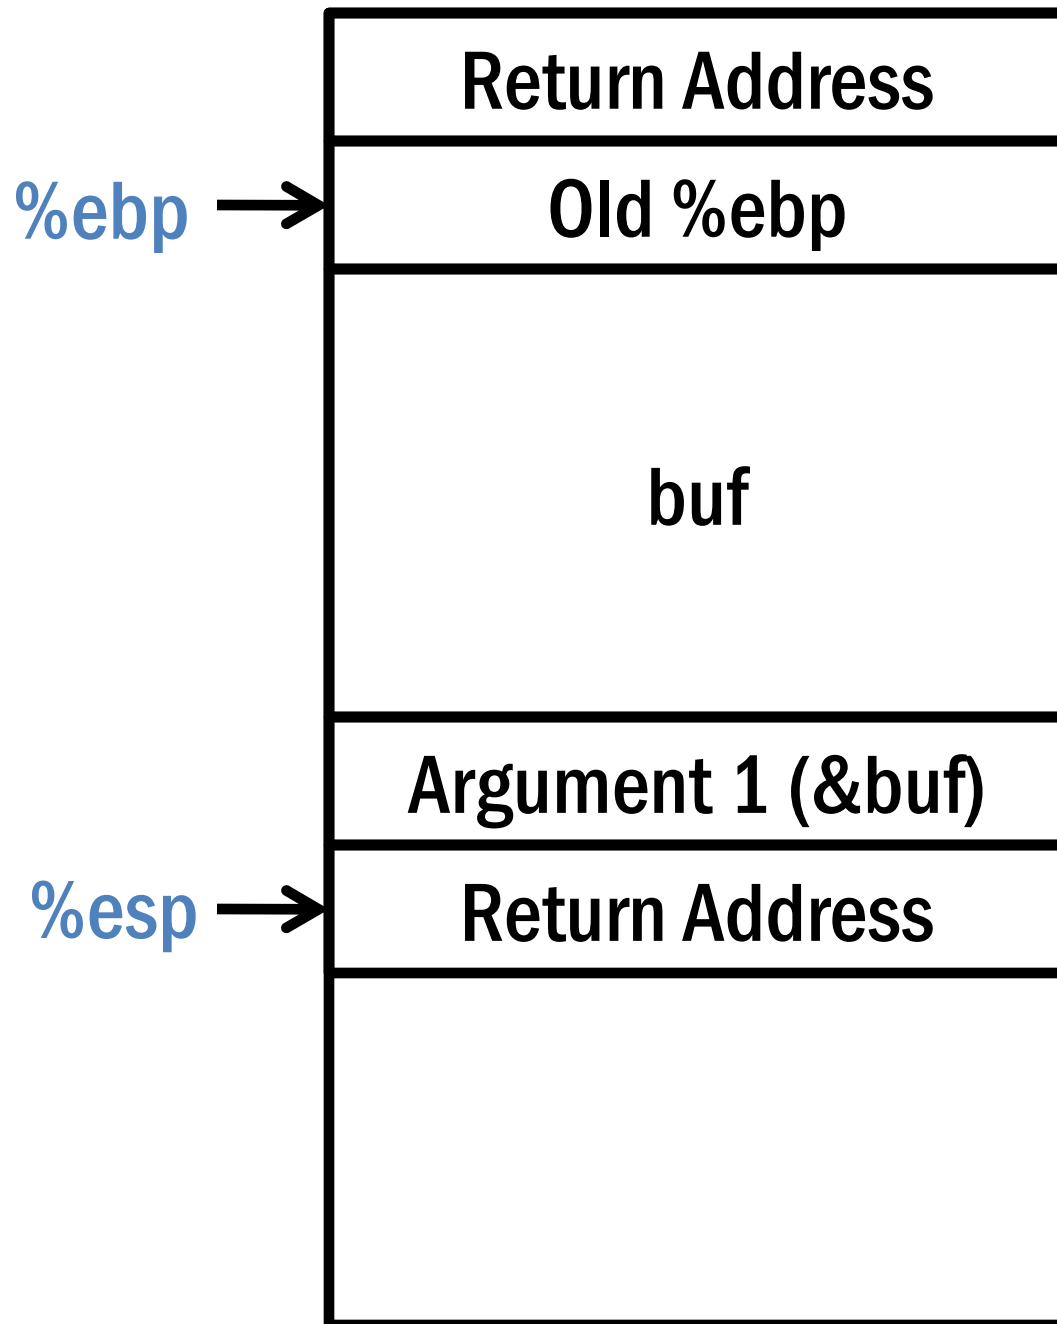 Return Address
%ebp
Old %ebp
buf
Argument 1 (&buf)
%esp
Return Address